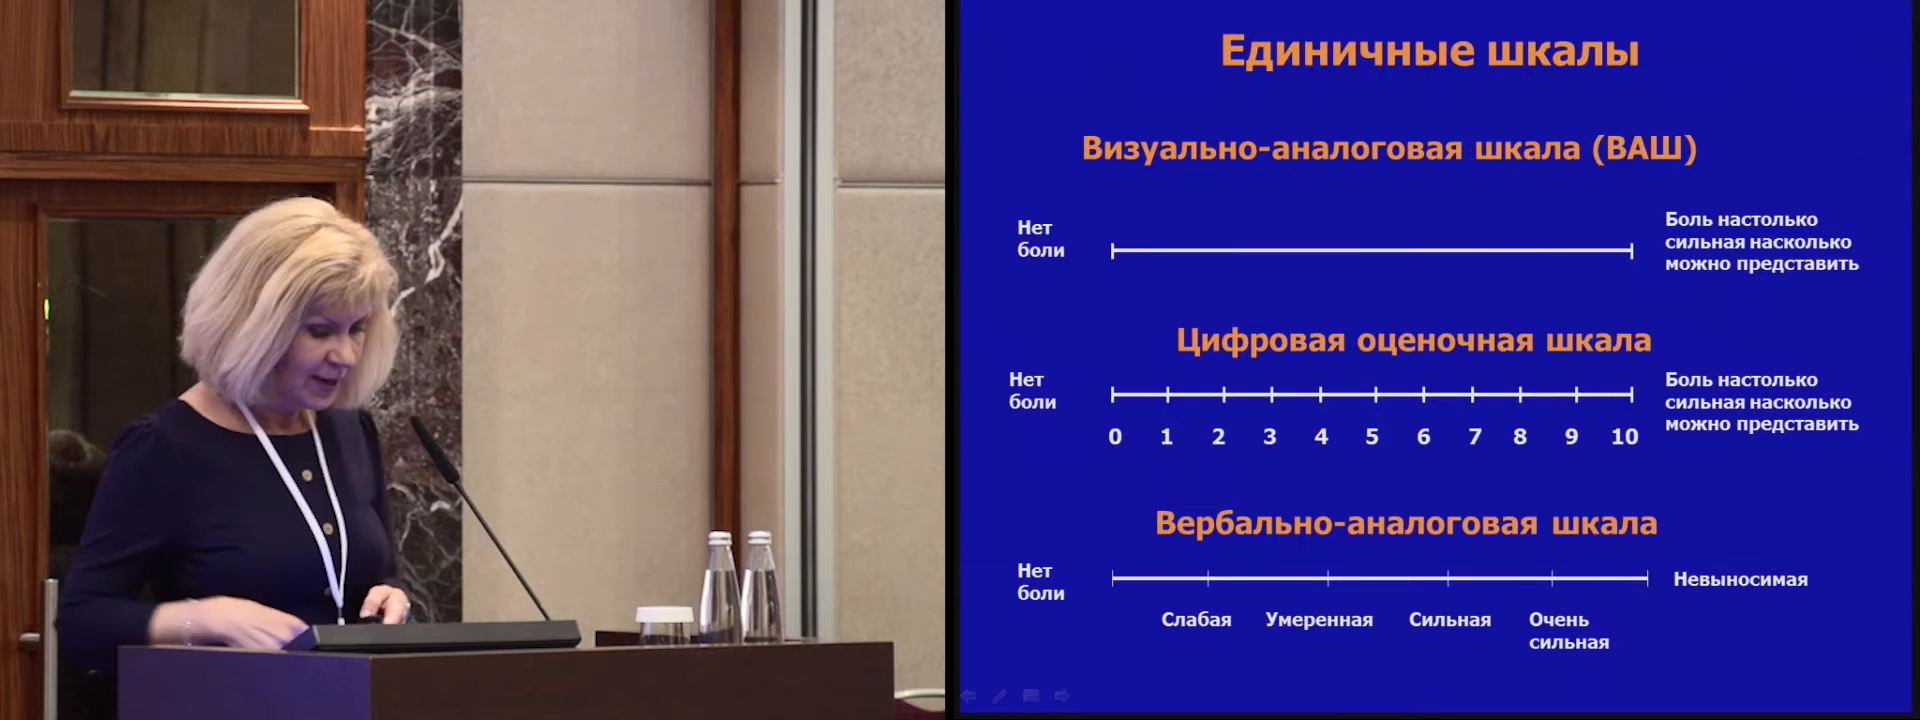 Единичные шкалы
Визуально-аналоговая шкала (ВАШ)
Нет
боли
Боль настолько
сильная насколько
можно представить
Цифровая оценочная шкала
Нет
боли
0 1 2 3 4 5 6 7 8 9 10
Боль настолько
сильная насколько
можно представить
Вербально-аналоговая шкала
Нет
боли
Невыносимая
Слабая Умеренная Сильная Очень
сильная